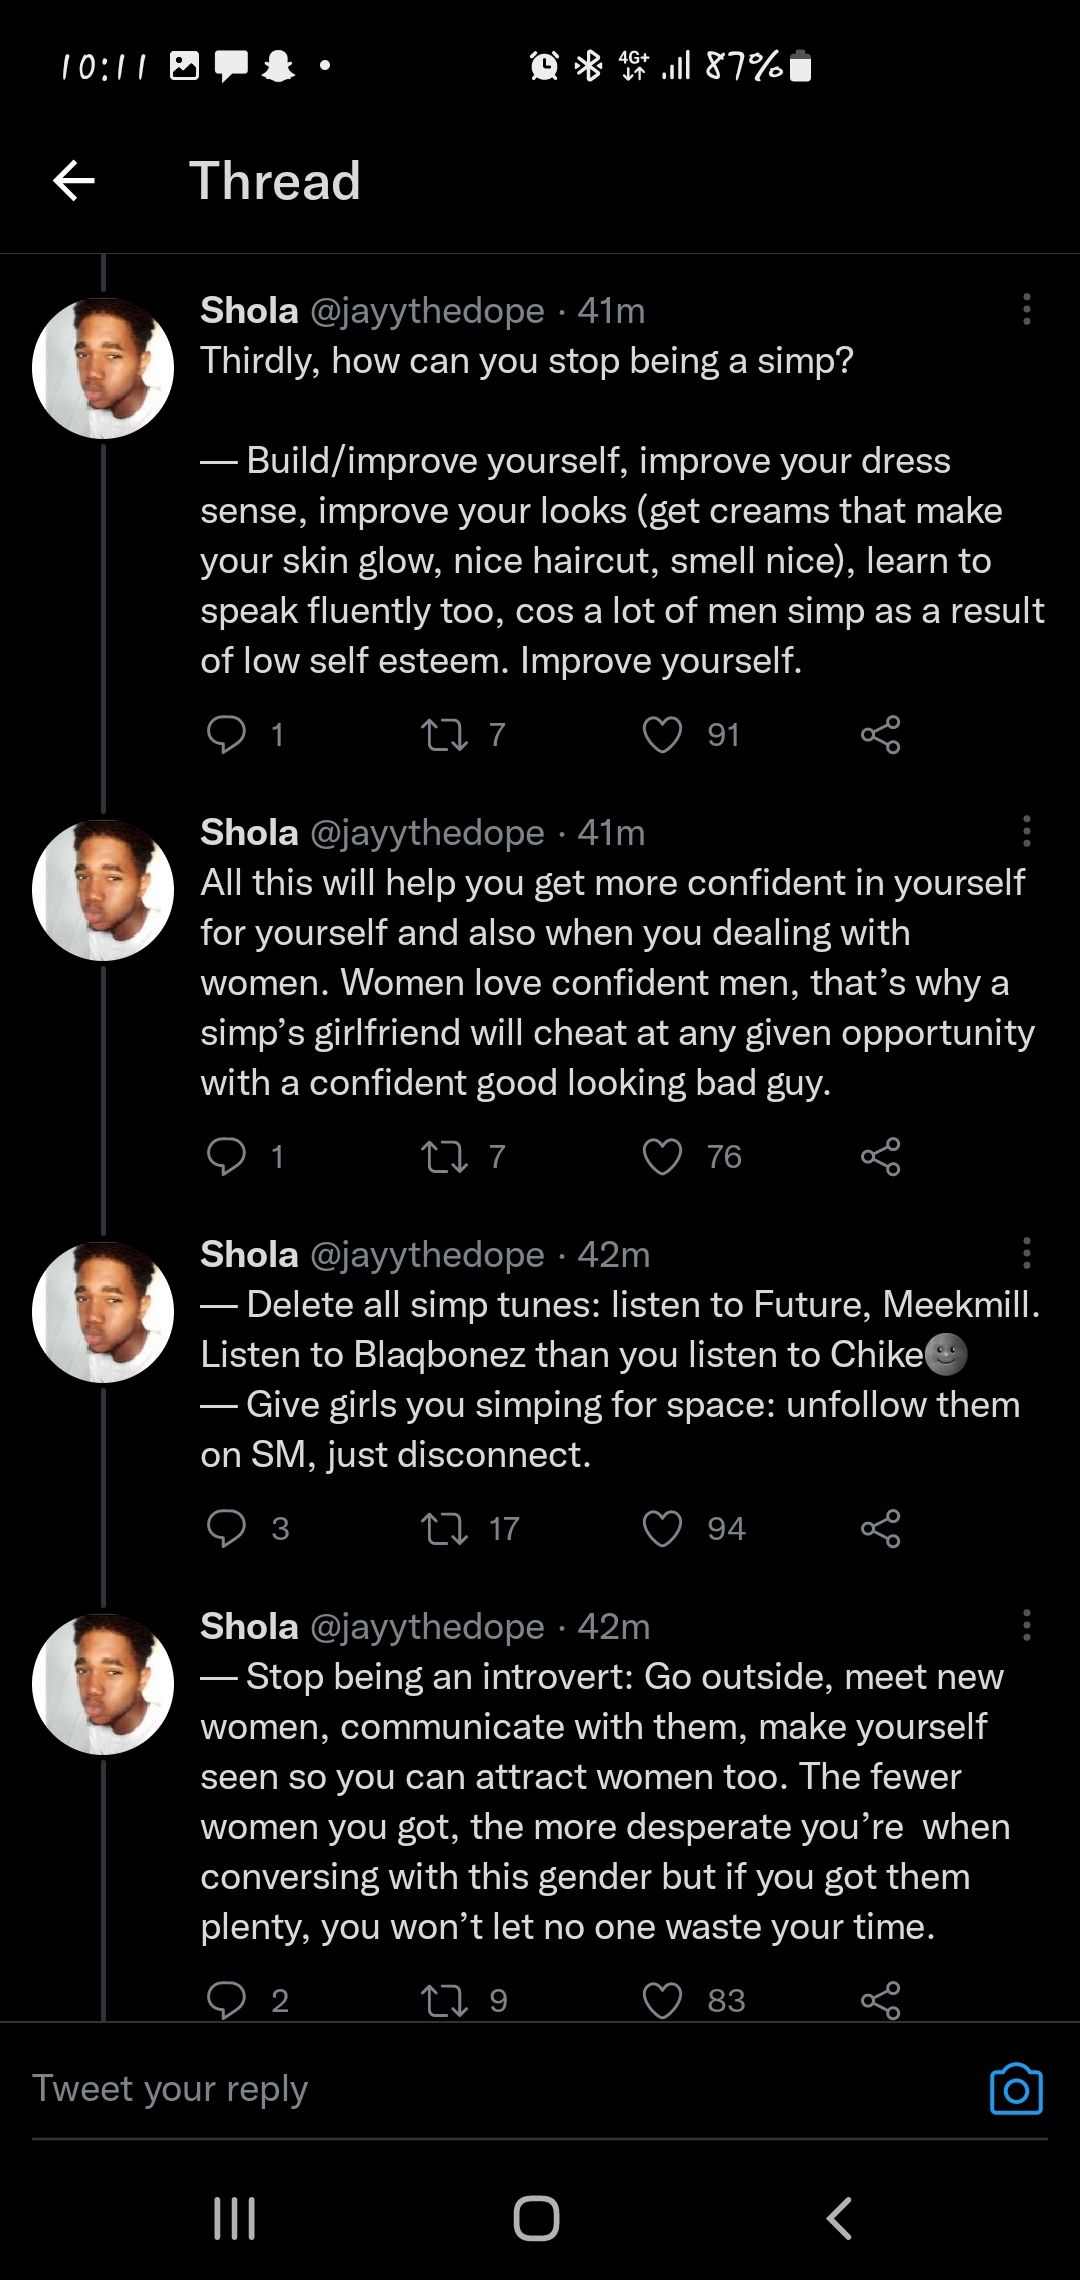 10:11 87%
4G+
Thread
Shola @jayythedope · 41m
Thirdly, how can you stop being a simp?
— Build/improve yourself, improve your dress
sense, improve your looks (get creams that make
your skin glow, nice haircut, smell nice), learn to
speak fluently too, cos a lot of men simp as a result
of low self esteem. Improve yourself.
1 7 91
Shola @jayythedope · 41m
All this will help you get more confident in yourself
for yourself and also when you dealing with
women. Women love confident men, that’s why a
simp’s girlfriend will cheat at any given opportunity
with a confident good looking bad guy.
1 7 76
Shola @jayythedope · 42m
— Delete all simp tunes: listen to Future, Meekmill.
Listen to Blaqbonez than you listen to Chike🌚
— Give girls you simping for space: unfollow them
on SM, just disconnect.
3 17 94
Shola @jayythedope · 42m
— Stop being an introvert: Go outside, meet new
women, communicate with them, make yourself
seen so you can attract women too. The fewer
women you got, the more desperate you’re  when
conversing with this gender but if you got them
plenty, you won’t let no one waste your time.
2 9 83
Tweet your reply